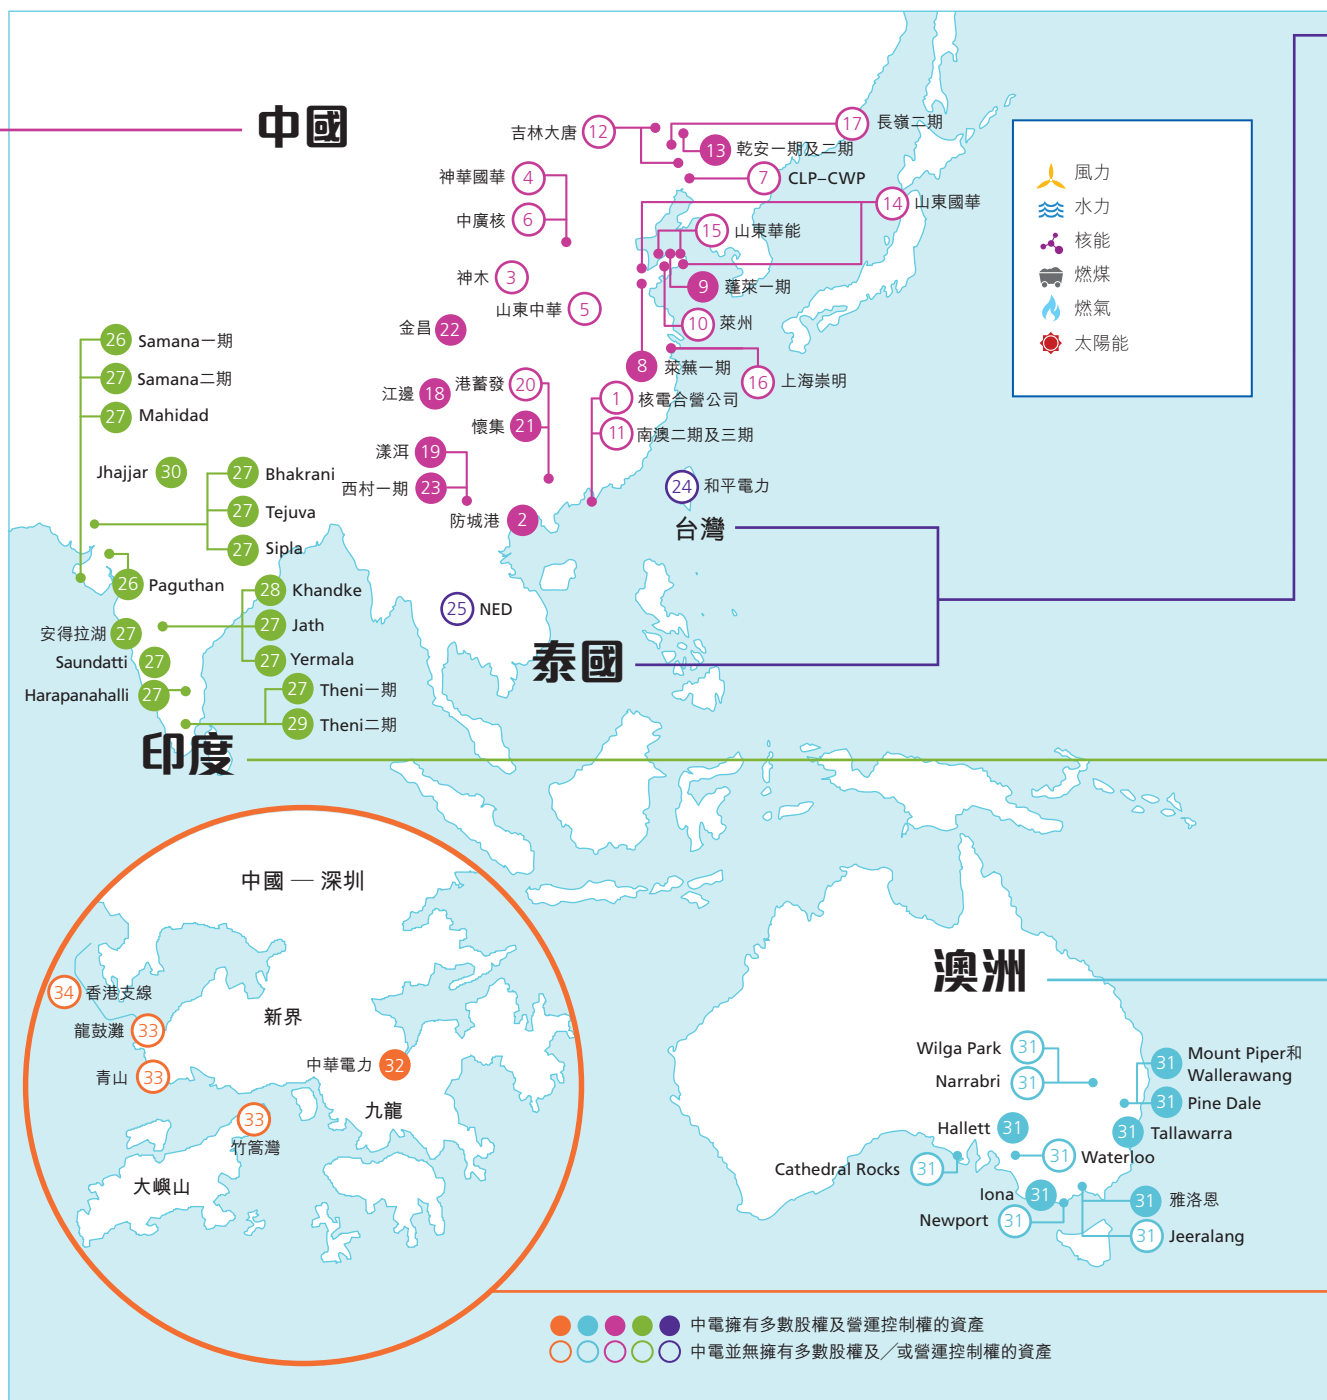 中國
吉林大唐 12
17 長嶺二期
13 乾安一期及二期
神華國華 4
7 CLP–CWP
中廣核 6
14 山東國華
15 山東華能
神木 3
9 蓬萊一期
山東中華 5
10 萊州
金昌 22
8 萊蕪一期
16 上海崇明
江邊 18
港蓄發 20
1 核電合營公司
懷集 21
11 南澳二期及三期
漾洱 19
西村一期 23
防城港 2
24 和平電力
台灣
25 NED
泰國
風力
水力
核能
燃煤
燃氣
太陽能
26 Samana一期
27 Samana二期
27 Mahidad
Jhajjar 30
27 Bhakrani
27 Tejuva
27 Sipla
26 Paguthan
28 Khandke
安得拉湖 27
27 Jath
Saundatti 27
27 Yermala
Harapanahalli 27
27 Theni一期
29 Theni二期
印度
中國 — 深圳
34 香港支線
新界
龍鼓灘 33
青山 33
中華電力 32
九龍
33
竹篙灣
大嶼山
澳洲
Wilga Park 31
31 Mount Piper和
Wallerawang
Narrabri 31
31 Pine Dale
Hallett 31
31 Tallawarra
31 Waterloo
Cathedral Rocks 31
Iona 31
31 雅洛恩
Newport 31
31 Jeeralang
中電擁有多數股權及營運控制權的資產
中電並無擁有多數股權及／或營運控制權的資產